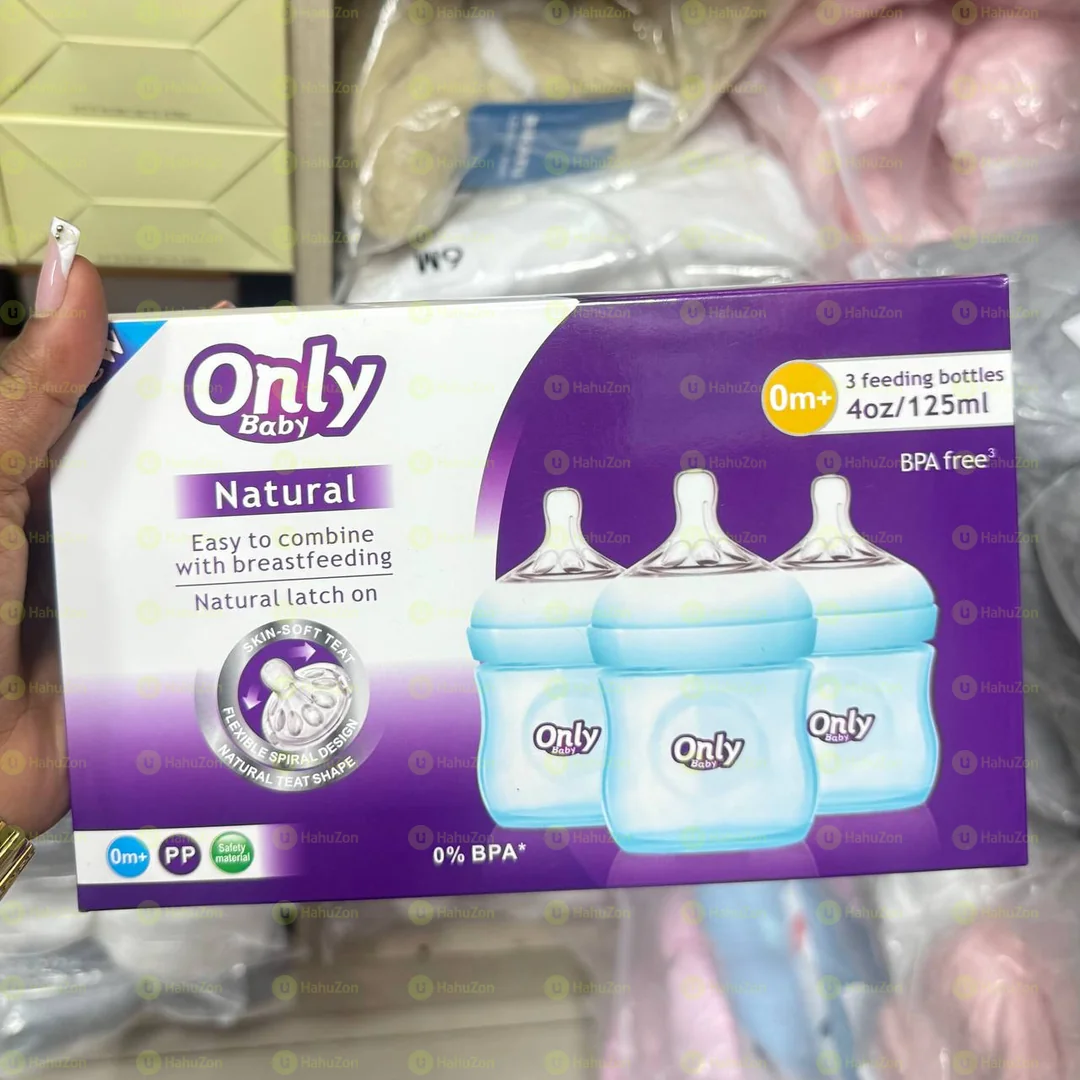 6M
Only
Baby
Natural
Easy to combine
with breastfeeding
Natural latch on
SKIN-SOFT TEAT
FLEXIBLE SPIRAL DESIGN
NATURAL TEAT SHAPE
0m+
PP
Safety
material
0% BPA*
0m+
3 feeding bottles
4oz/125ml
BPA free³
Only
Baby
Only
Baby
Only
Baby
HahuZon